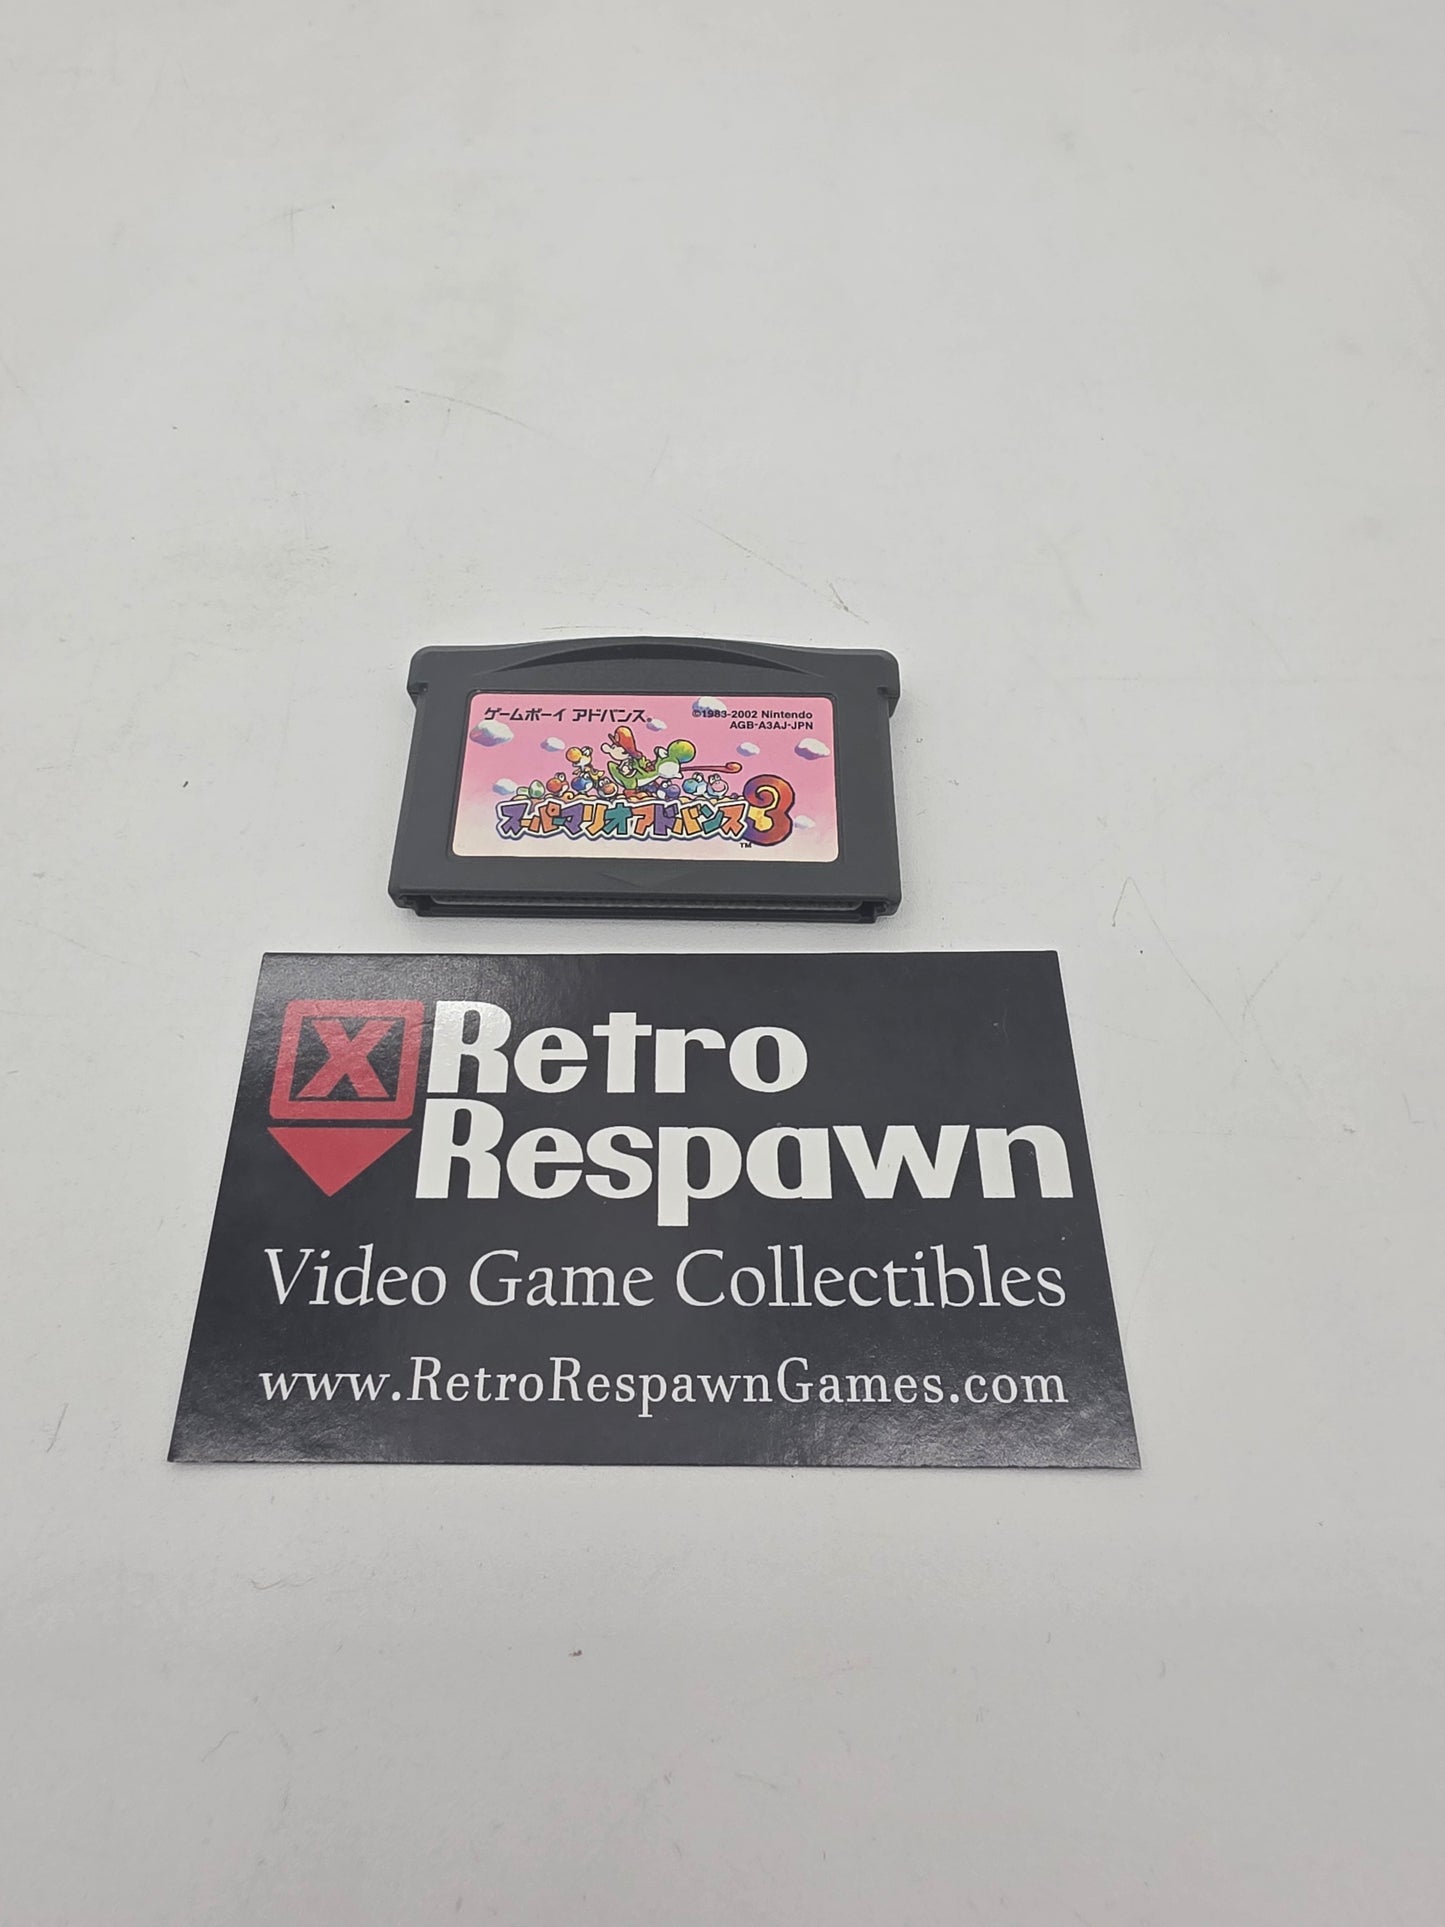 ゲームボーイ アドバンス®
©1983-2002 Nintendo
AGB-A3AJ-JPN
スーパーマリオアドバンス3
TM
X
Retro
Respawn
Video Game Collectibles
www.RetroRespawnGames.com